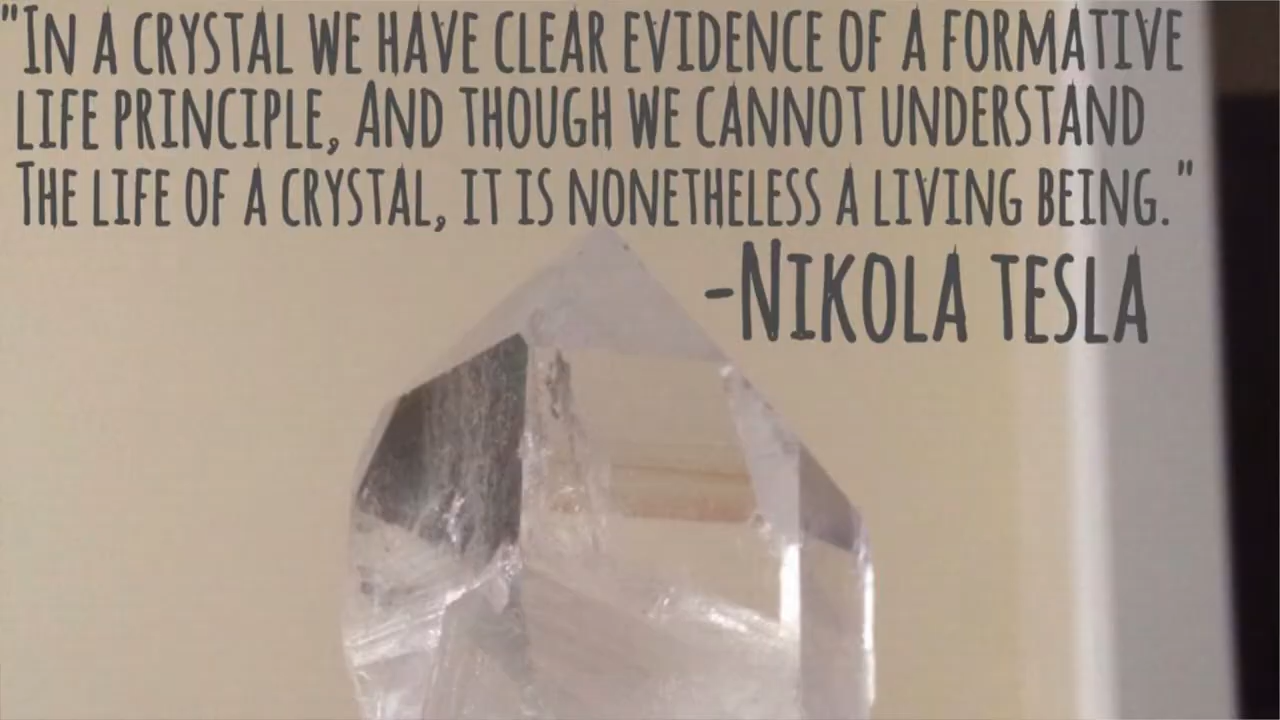 "In a crystal we have clear evidence of a formative
life principle, And though we cannot understand
The life of a crystal, it is nonetheless a living being."
-Nikola Tesla